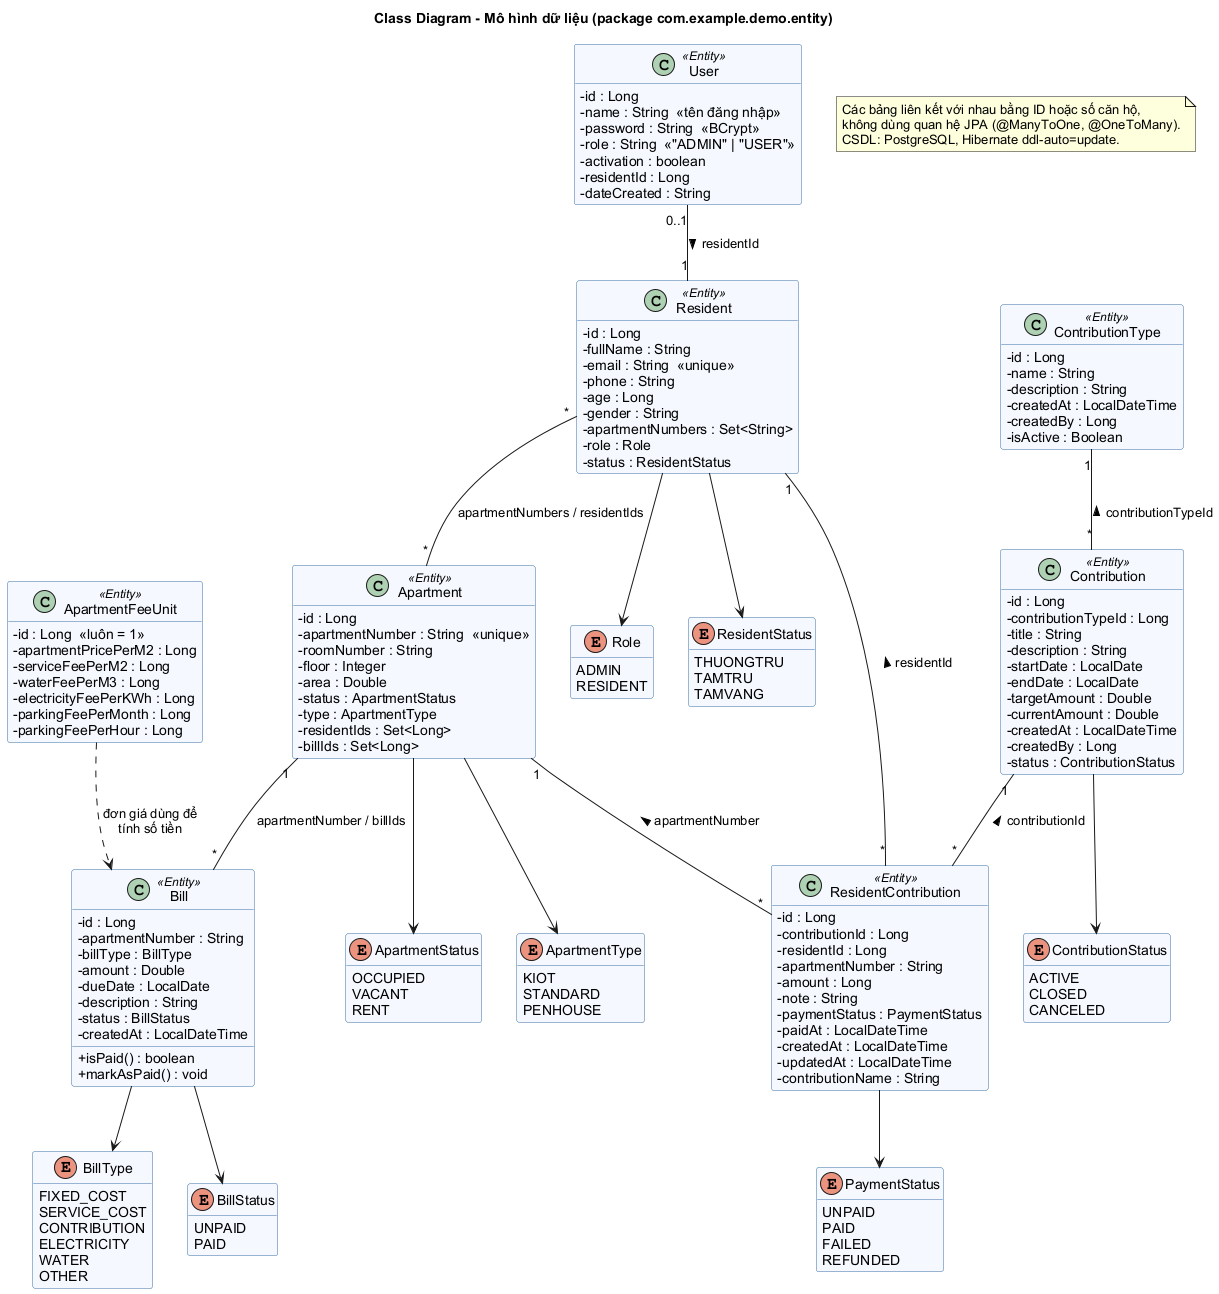 Class Diagram - Mô hình dữ liệu (package com.example.demo.entity)
C
«Entity»
User
-id : Long
-name : String «tên đăng nhập»
-password : String «BCrypt»
-role : String «"ADMIN" | "USER"»
-activation : boolean
-residentId : Long
-dateCreated : String
Các bảng liên kết với nhau bằng ID hoặc số căn hộ,
không dùng quan hệ JPA (@ManyToOne, @OneToMany).
CSDL: PostgreSQL, Hibernate ddl-auto=update.
0..1
residentId
1
C
«Entity»
Resident
-id : Long
-fullName : String
-email : String «unique»
-phone : String
-age : Long
-gender : String
-apartmentNumbers : Set<String>
-role : Role
-status : ResidentStatus
C
«Entity»
ContributionType
-id : Long
-name : String
-description : String
-createdAt : LocalDateTime
-createdBy : Long
-isActive : Boolean
*
apartmentNumbers / residentIds
*
1
1
contributionTypeId
*
C
«Entity»
ApartmentFeeUnit
-id : Long «luôn = 1»
-apartmentPricePerM2 : Long
-serviceFeePerM2 : Long
-waterFeePerM3 : Long
-electricityFeePerKWh : Long
-parkingFeePerMonth : Long
-parkingFeePerHour : Long
C
«Entity»
Apartment
-id : Long
-apartmentNumber : String «unique»
-roomNumber : String
-floor : Integer
-area : Double
-status : ApartmentStatus
-type : ApartmentType
-residentIds : Set<Long>
-billIds : Set<Long>
E
Role
ADMIN
RESIDENT
E
ResidentStatus
THUONGTRU
TAMTRU
TAMVANG
residentId
C
«Entity»
Contribution
-id : Long
-contributionTypeId : Long
-title : String
-description : String
-startDate : LocalDate
-endDate : LocalDate
-targetAmount : Double
-currentAmount : Double
-createdAt : LocalDateTime
-createdBy : Long
-status : ContributionStatus
đơn giá dùng để
tính số tiền
1
apartmentNumber / billIds
*
1
apartmentNumber
*
*
1
contributionId
*
C
«Entity»
Bill
-id : Long
-apartmentNumber : String
-billType : BillType
-amount : Double
-dueDate : LocalDate
-description : String
-status : BillStatus
-createdAt : LocalDateTime
+isPaid() : boolean
+markAsPaid() : void
E
ApartmentStatus
OCCUPIED
VACANT
RENT
E
ApartmentType
KIOT
STANDARD
PENHOUSE
C
«Entity»
ResidentContribution
-id : Long
-contributionId : Long
-residentId : Long
-apartmentNumber : String
-amount : Long
-note : String
-paymentStatus : PaymentStatus
-paidAt : LocalDateTime
-createdAt : LocalDateTime
-updatedAt : LocalDateTime
-contributionName : String
E
ContributionStatus
ACTIVE
CLOSED
CANCELED
E
BillType
FIXED_COST
SERVICE_COST
CONTRIBUTION
ELECTRICITY
WATER
OTHER
E
BillStatus
UNPAID
PAID
E
PaymentStatus
UNPAID
PAID
FAILED
REFUNDED